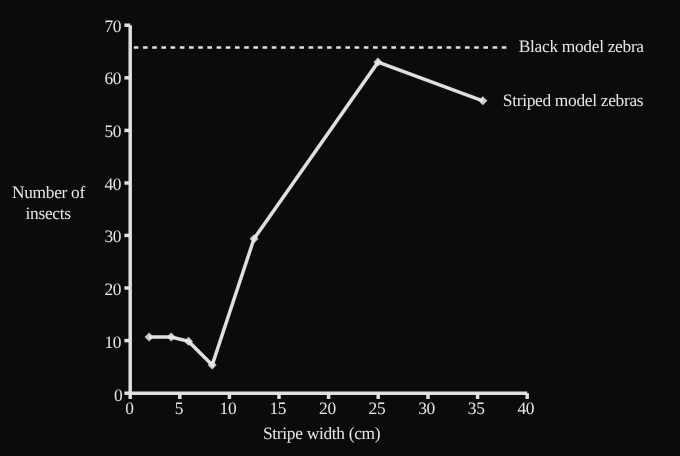 70
Black model zebra
60
Striped model zebras
50
40
Number of
insects
30
20
10
0
0 5 10 15 20 25 30 35 40
Stripe width (cm)